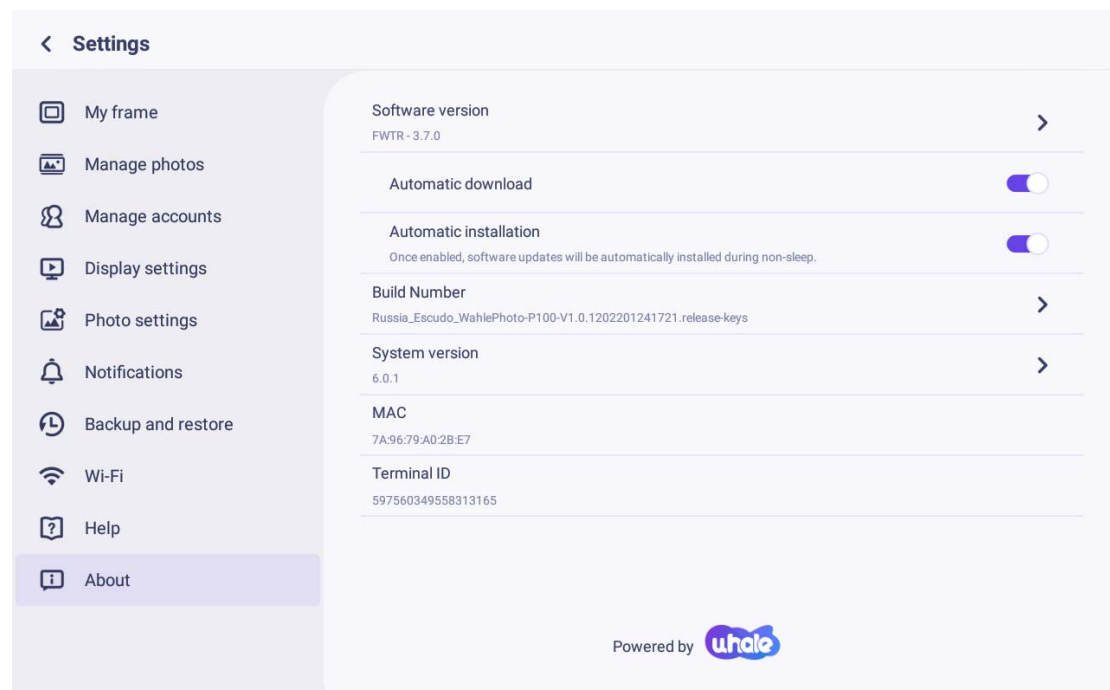 Settings
My frame
Manage photos
Manage accounts
Display settings
Photo settings
Notifications
Backup and restore
Wi-Fi
Help
About
Software version
FWTR - 3.7.0
Automatic download
Automatic installation
Once enabled, software updates will be automatically installed during non-sleep.
Build Number
Russia_Escudo_WahlePhoto-P100-V1.0.1202201241721.release-keys
System version
6.0.1
MAC
7A:96:79:A0:2B:E7
Terminal ID
597560349558313165
Powered by uhale